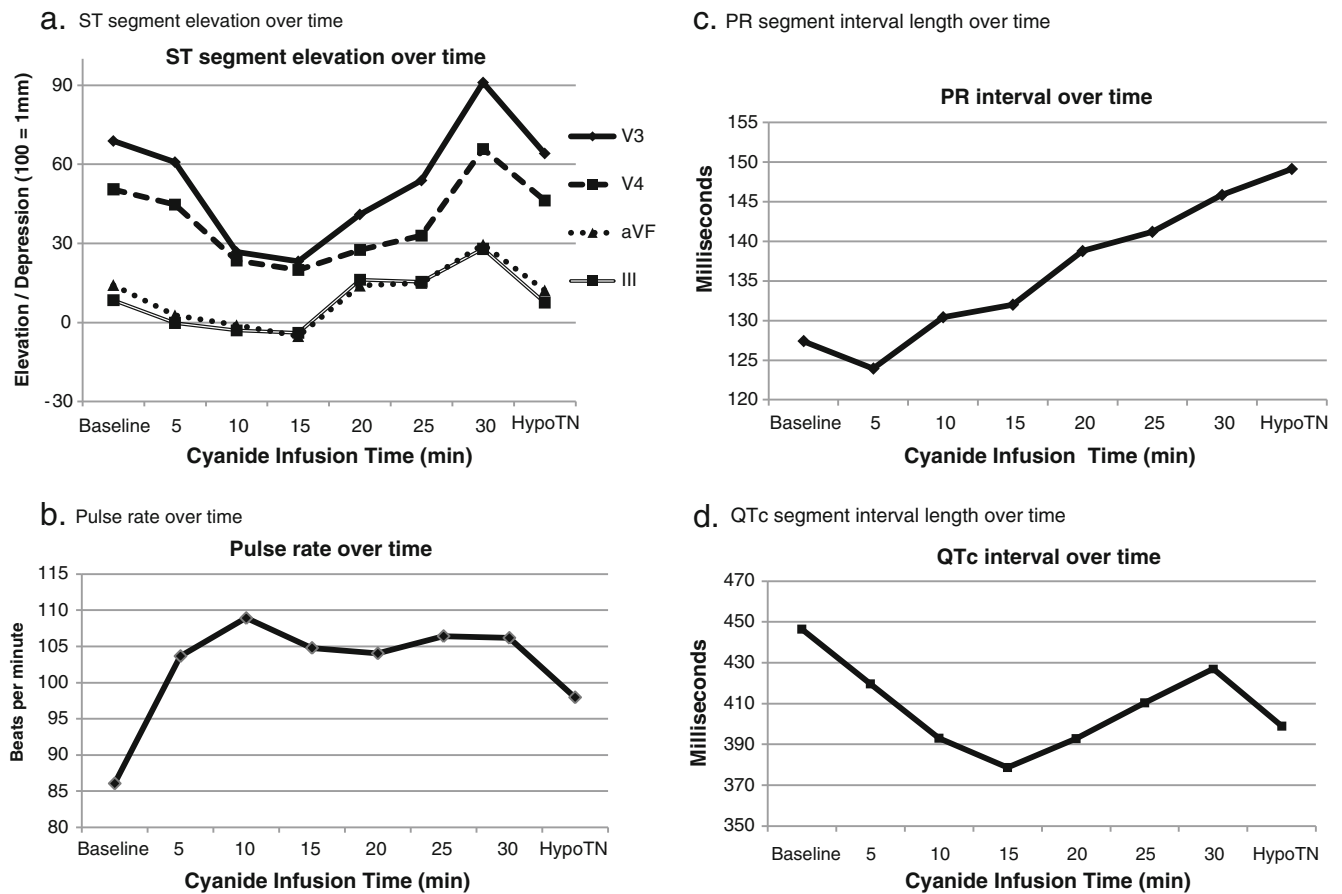 a. ST segment elevation over time
ST segment elevation over time
Elevation / Depression (100 = 1mm)
90
60
30
0
-30
V3
V4
aVF
III
Baseline 5 10 15 20 25 30 HypoTN
Cyanide Infusion Time (min)
b. Pulse rate over time
Pulse rate over time
Beats per minute
115
110
105
100
95
90
85
80
Baseline 5 10 15 20 25 30 HypoTN
Cyanide Infusion Time (min)
c. PR segment interval length over time
PR interval over time
Milliseconds
155
150
145
140
135
130
125
120
Baseline 5 10 15 20 25 30 HypoTN
Cyanide Infusion Time (min)
d. QTc segment interval length over time
QTc interval over time
Milliseconds
470
450
430
410
390
370
350
Baseline 5 10 15 20 25 30 HypoTN
Cyanide Infusion Time (min)